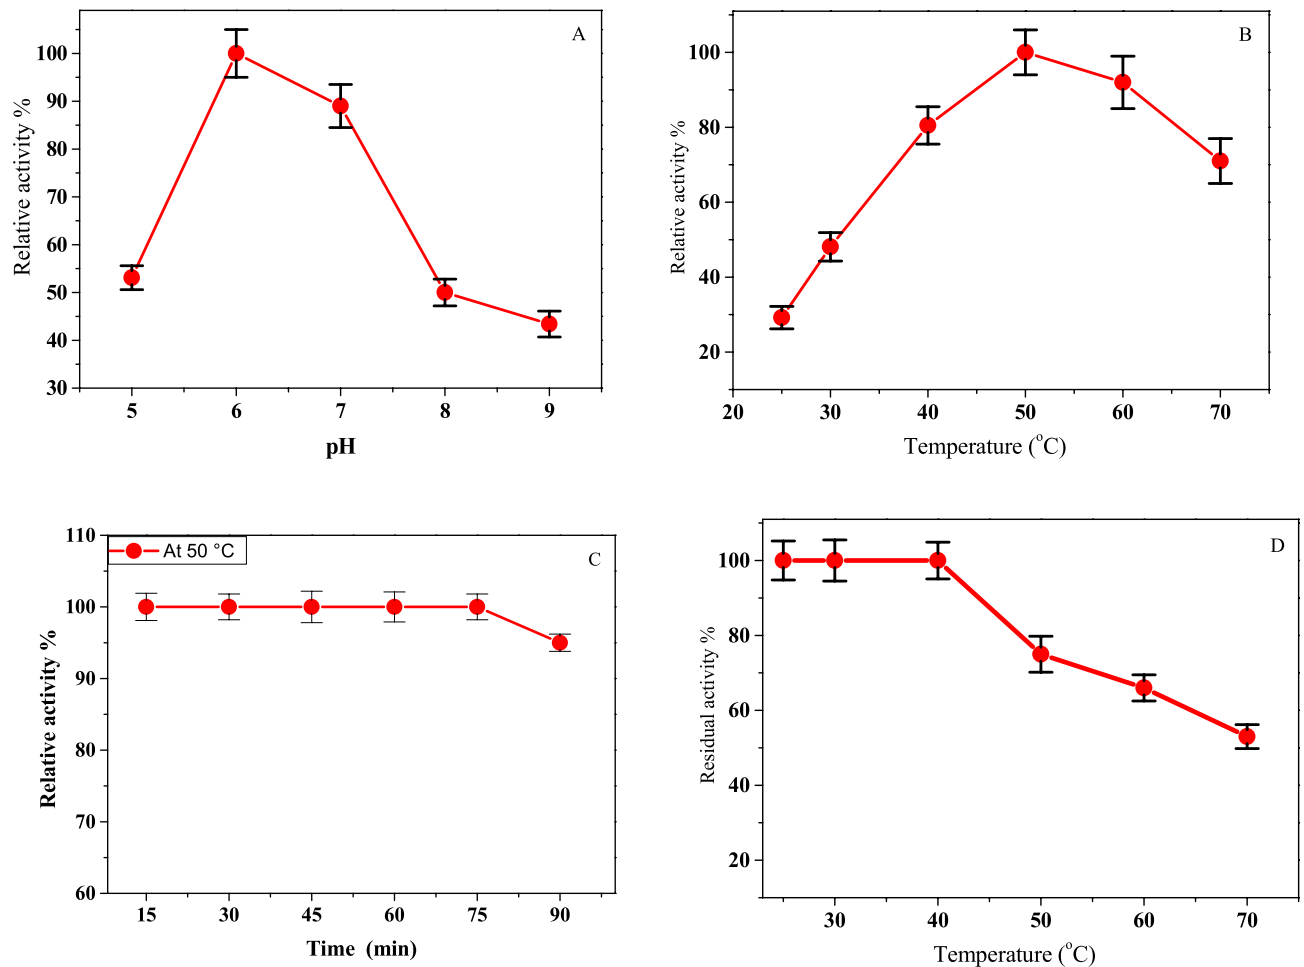 A
Relative activity %
100
90
80
70
60
50
40
30
5 6 7 8 9
pH
B
Relative activity %
100
80
60
40
20
20 30 40 50 60 70
Temperature (°C)
At 50 °C
C
Relative activity %
110
100
90
80
70
60
15 30 45 60 75 90
Time (min)
D
Residual activity %
100
80
60
40
20
30 40 50 60 70
Temperature (°C)